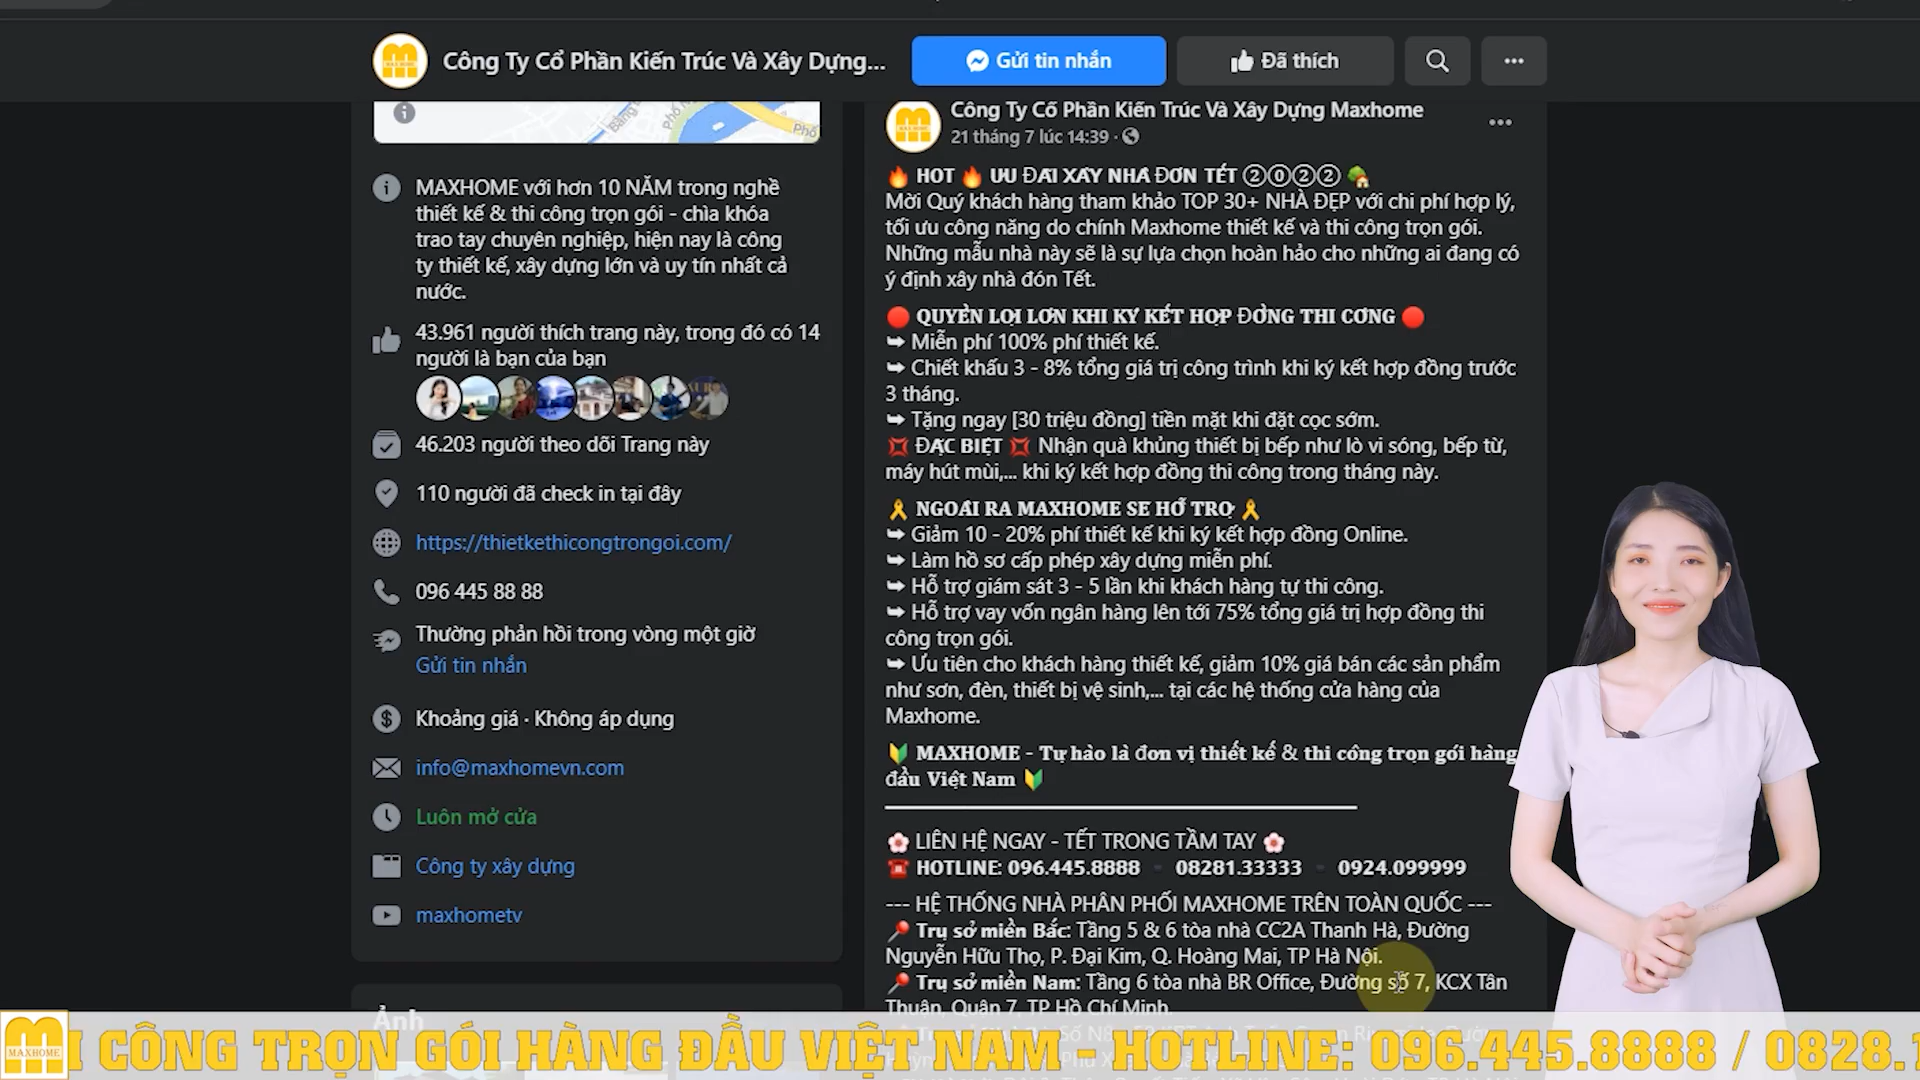 Công Ty Cổ Phần Kiến Trúc Và Xây Dựng...
Gửi tin nhắn
Đã thích
MAXHOME với hơn 10 NĂM trong nghề
thiết kế & thi công trọn gói - chìa khóa
trao tay chuyên nghiệp, hiện nay là công
ty thiết kế, xây dựng lớn và uy tín nhất cả
nước.
43.961 người thích trang này, trong đó có 14
người là bạn của bạn
46.203 người theo dõi Trang này
110 người đã check in tại đây
https://thietkethicongtrongoi.com/
096 445 88 88
Thường phản hồi trong vòng một giờ
Gửi tin nhắn
Khoảng giá · Không áp dụng
info@maxhomevn.com
Luôn mở cửa
Công ty xây dựng
maxhometv
Ảnh
Công Ty Cổ Phần Kiến Trúc Và Xây Dựng Maxhome
21 tháng 7 lúc 14:39 ·
🔥 HOT 🔥 ƯU ĐÃI XÂY NHÀ ĐÓN TẾT ②⓪②② 🏡
Mời Quý khách hàng tham khảo TOP 30+ NHÀ ĐẸP với chi phí hợp lý,
tối ưu công năng do chính Maxhome thiết kế và thi công trọn gói.
Những mẫu nhà này sẽ là sự lựa chọn hoàn hảo cho những ai đang có
ý định xây nhà đón Tết.
🔴 QUYỀN LỢI LỚN KHI KÝ KẾT HỢP ĐỒNG THI CÔNG 🔴
➥ Miễn phí 100% phí thiết kế.
➥ Chiết khấu 3 - 8% tổng giá trị công trình khi ký kết hợp đồng trước
3 tháng.
➥ Tặng ngay [30 triệu đồng] tiền mặt khi đặt cọc sớm.
💢 ĐẶC BIỆT 💢 Nhận quà khủng thiết bị bếp như lò vi sóng, bếp từ,
máy hút mùi,... khi ký kết hợp đồng thi công trong tháng này.
🎗 NGOÀI RA MAXHOME SẼ HỖ TRỢ 🎗
➥ Giảm 10 - 20% phí thiết kế khi ký kết hợp đồng Online.
➥ Làm hồ sơ cấp phép xây dựng miễn phí.
➥ Hỗ trợ giám sát 3 - 5 lần khi khách hàng tự thi công.
➥ Hỗ trợ vay vốn ngân hàng lên tới 75% tổng giá trị hợp đồng thi
công trọn gói.
➥ Ưu tiên cho khách hàng thiết kế, giảm 10% giá bán các sản phẩm
như sơn, đèn, thiết bị vệ sinh,... tại các hệ thống cửa hàng của
Maxhome.
🔰 MAXHOME - Tự hào là đơn vị thiết kế & thi công trọn gói hàng
đầu Việt Nam 🔰
🌸 LIÊN HỆ NGAY - TẾT TRONG TẦM TAY 🌸
☎ HOTLINE: 096.445.8888 - 08281.33333 - 0924.099999
--- HỆ THỐNG NHÀ PHÂN PHỐI MAXHOME TRÊN TOÀN QUỐC ---
📍 Trụ sở miền Bắc: Tầng 5 & 6 tòa nhà CC2A Thanh Hà, Đường
Nguyễn Hữu Thọ, P. Đại Kim, Q. Hoàng Mai, TP Hà Nội.
📍 Trụ sở miền Nam: Tầng 6 tòa nhà BR Office, Đường số 7, KCX Tân
Thuận, Quận 7, TP Hồ Chí Minh.
MAXHOME
I CÔNG TRỌN GÓI HÀNG ĐẦU VIỆT NAM - HOTLINE: 096.445.8888 / 0828.1